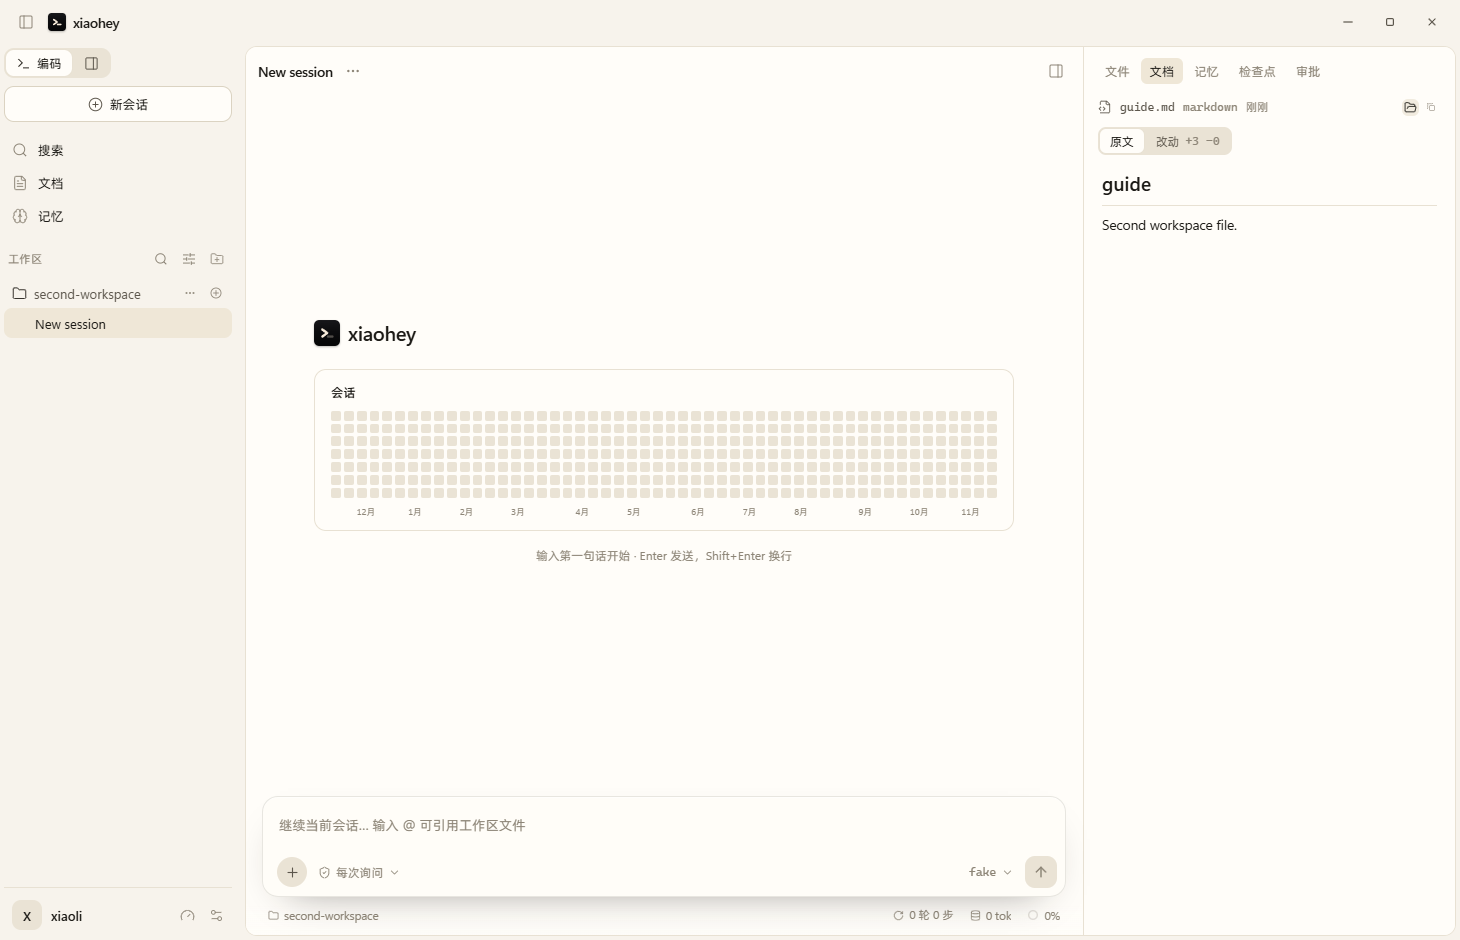 xiaohey
编码
新会话
搜索
文档
记忆
工作区
second-workspace
New session
X xiaoli
New session
xiaohey
会话
12月 1月 2月 3月 4月 5月 6月 7月 8月 9月 10月 11月
输入第一句话开始 · Enter 发送，Shift+Enter 换行
继续当前会话... 输入 @ 可引用工作区文件
每次询问
fake
second-workspace
0 轮 0 步 0 tok 0%
文件 文档 记忆 检查点 审批
guide.md markdown 刚刚
原文 改动 +3 −0
guide
Second workspace file.